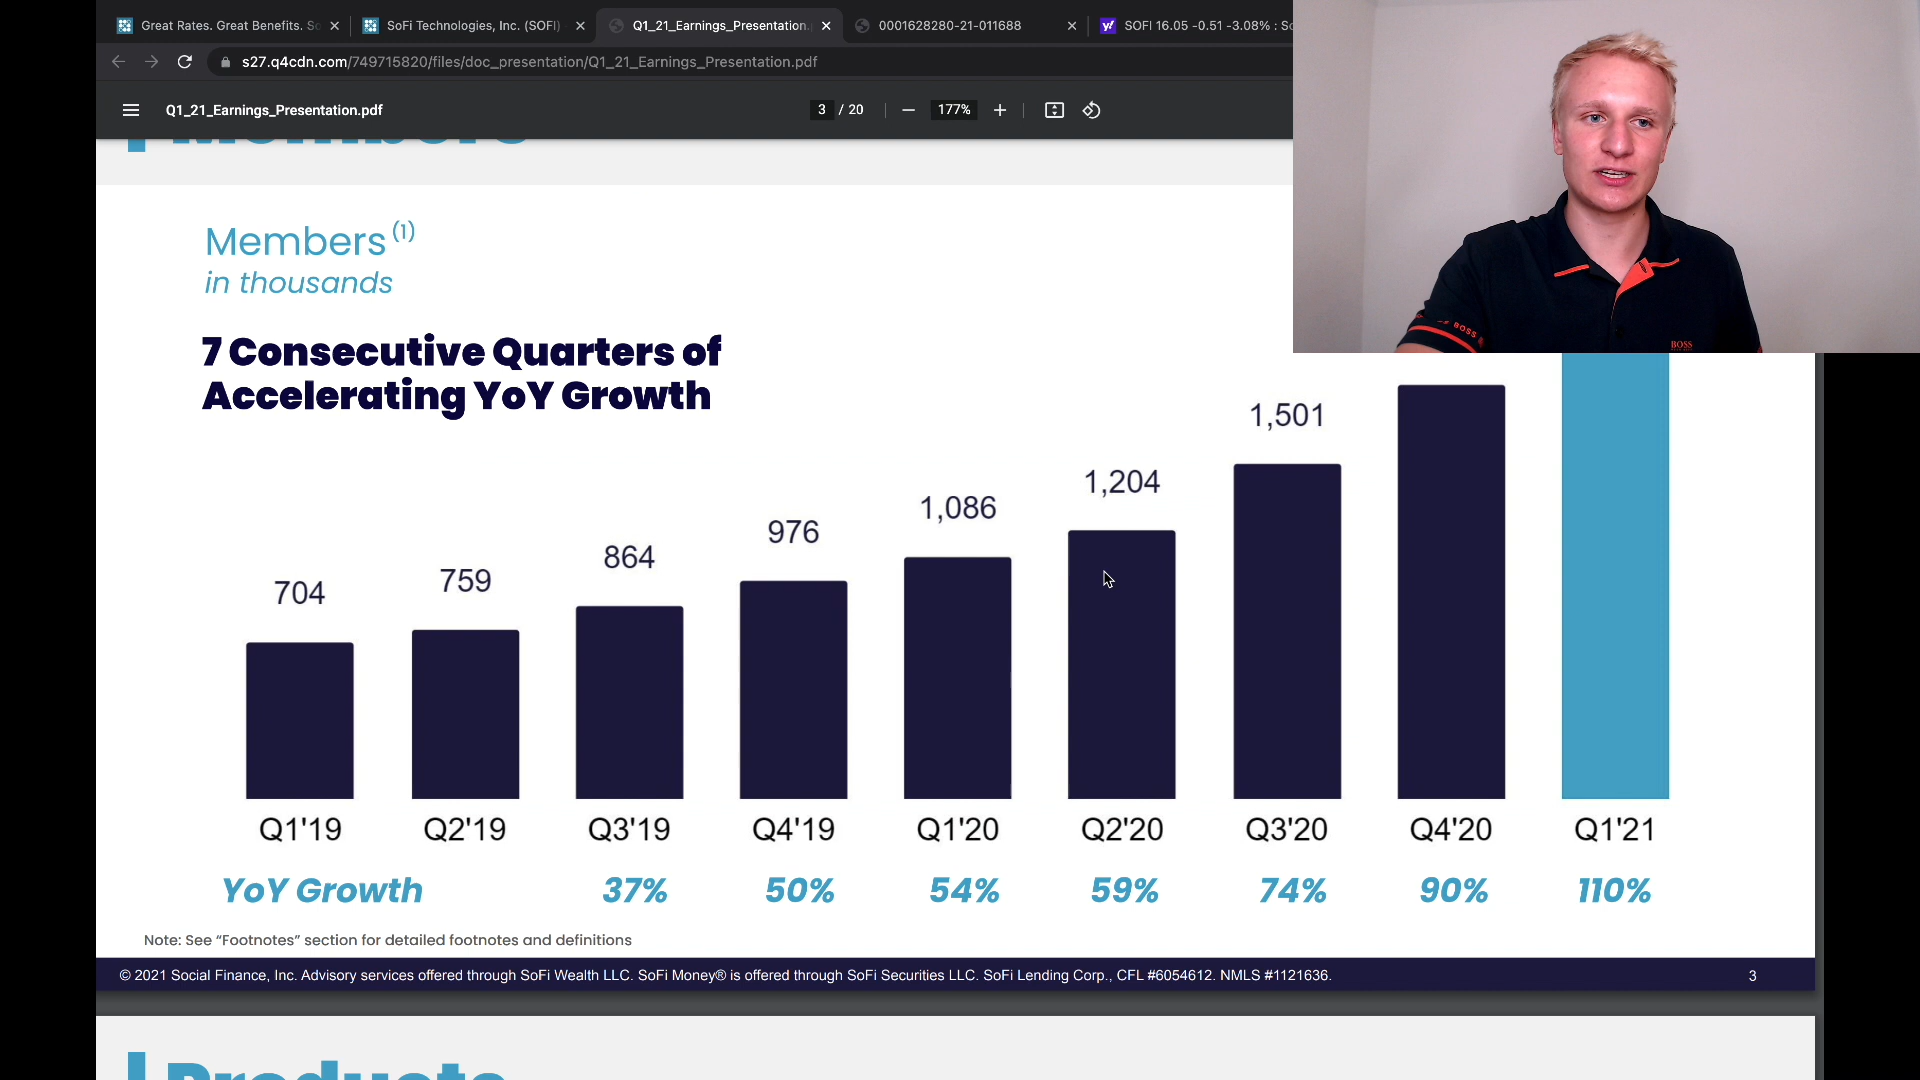 Great Rates. Great Benefits. So
SoFi Technologies, Inc. (SOFI)
Q1_21_Earnings_Presentation.
0001628280-21-011688
SOFI 16.05 -0.51 -3.08% : So
s27.q4cdn.com/749715820/files/doc_presentation/Q1_21_Earnings_Presentation.pdf
Q1_21_Earnings_Presentation.pdf
3 / 20
177%
Members
Members (1)
in thousands
7 Consecutive Quarters of
Accelerating YoY Growth
704
759
864
976
1,086
1,204
1,501
Q1'19
Q2'19
Q3'19
Q4'19
Q1'20
Q2'20
Q3'20
Q4'20
Q1'21
YoY Growth
37%
50%
54%
59%
74%
90%
110%
Note: See “Footnotes” section for detailed footnotes and definitions
© 2021 Social Finance, Inc. Advisory services offered through SoFi Wealth LLC. SoFi Money® is offered through SoFi Securities LLC. SoFi Lending Corp., CFL #6054612. NMLS #1121636.
3
Products
BOSS
BOSS